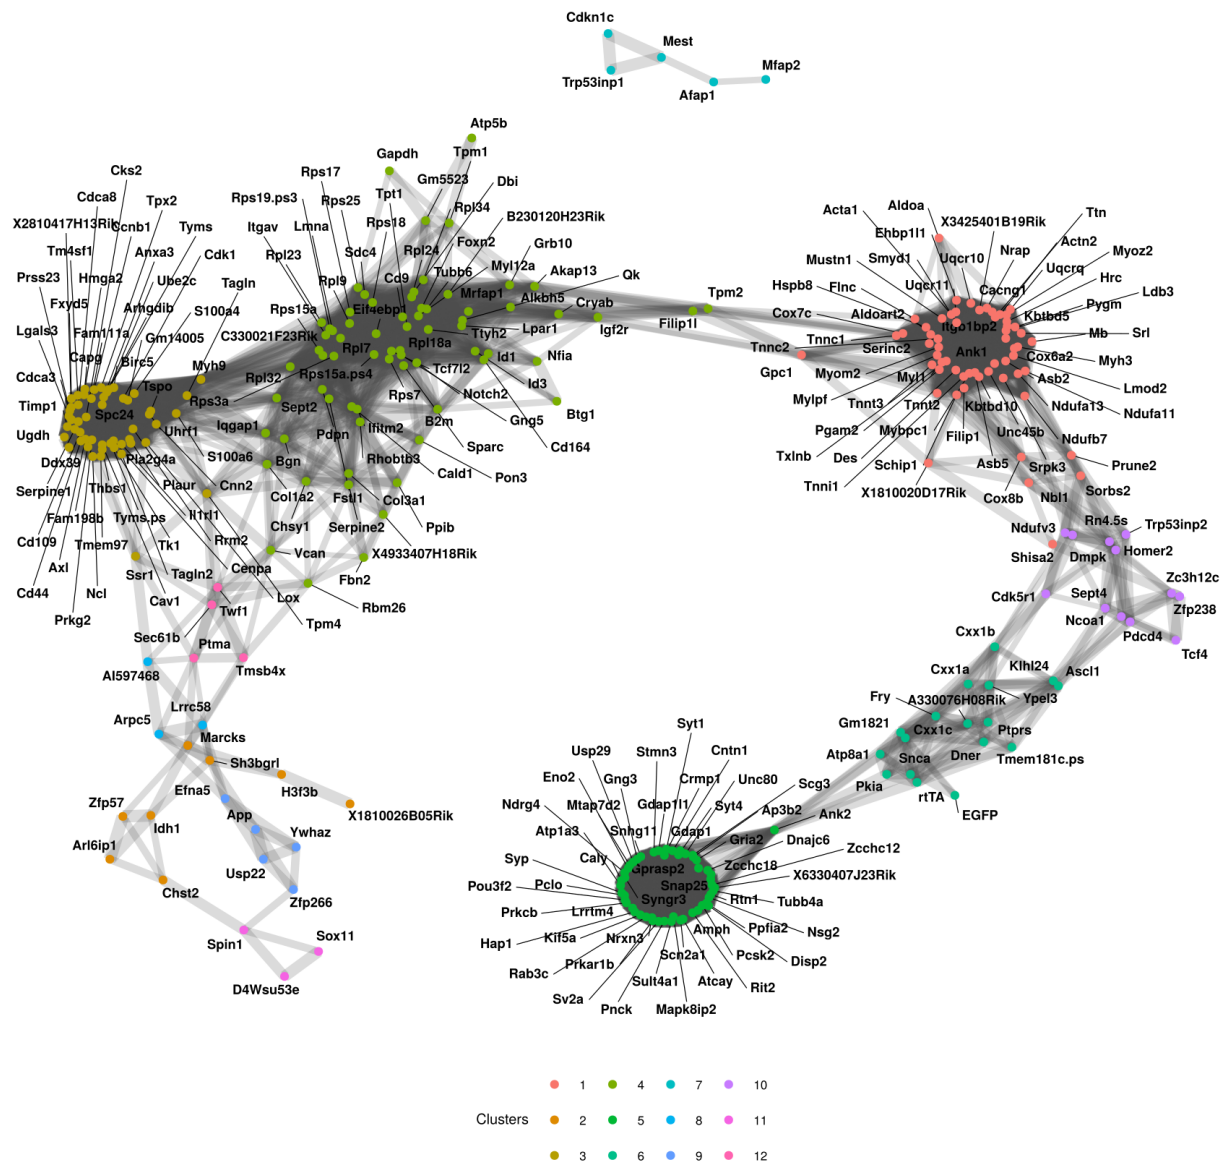 Cdkn1c
Mest
Mfap2
Trp53inp1
Afap1
Atp5b
Gapdh
Tpm1
Cks2
Rps17
Gm5523
Dbi
Cdca8
Tpx2
Rps19.ps3
Rps25
Tpt1
Rpl34
B230120H23Rik
X2810417H13Rik
Ccnb1
Tyms
Itgav
Lmna
Rps18
Foxn2
Grb10
Tm4sf1
Anxa3
Cdk1
Rpl23
Sdc4
Rpl24
Tubb6
Myl12a
Akap13
Qk
Prss23
Hmga2
Ube2c
Tagln
Rpl9
Cd9
Mrfap1
Alkbh5
Cryab
Tpm2
Fxyd5
Arhgdib
S100a4
Rps15a
Eif4ebp1
Lpar1
Igf2r
Filip1l
Lgals3
Fam111a
Gm14005
C330021F23Rik
Rpl7
Rpl18a
Ttyh2
Id1
Nfia
Capg
Birc5
Myh9
Rpl32
Rps15a.ps4
Tcf7l2
Id3
Cdca3
Tspo
Rps3a
Sept2
Rps7
Notch2
Btg1
Timp1
Spc24
Uhrf1
Iqgap1
Pdpn
Ifitm2
B2m
Gng5
Cd164
Ugdh
Pla2g4a
S100a6
Bgn
Rhobtb3
Sparc
Ddx39
Plaur
Cnn2
Col1a2
Cald1
Pon3
Serpine1
Thbs1
Il1rl1
Fstl1
Col3a1
Fam198b
Tyms.ps
Chsy1
Serpine2
Ppib
Cd109
Tmem97
Tk1
Rrm2
Vcan
X4933407H18Rik
Axl
Ssr1
Tagln2
Cenpa
Fbn2
Cd44
Ncl
Cav1
Twf1
Lox
Rbm26
Prkg2
Sec61b
Ptma
Tpm4
AI597468
Tmsb4x
Acta1
Aldoa
X3425401B19Rik
Ttn
Ehbp1l1
Actn2
Mustn1
Smyd1
Uqcr10
Nrap
Myoz2
Hspb8
Flnc
Uqcr11
Cacng1
Uqcrq
Hrc
Ldb3
Cox7c
Aldoart2
Itgb1bp2
Kbtbd5
Pygm
Tnnc2
Tnnc1
Serinc2
Ank1
Mb
Srl
Gpc1
Myom2
Myl1
Cox6a2
Myh3
Mylpf
Tnnt3
Tnnt2
Kbtbd10
Asb2
Lmod2
Pgam2
Mybpc1
Filip1
Unc45b
Ndufa13
Ndufa11
Txlnb
Des
Schip1
Asb5
Srpk3
Ndufb7
Tnni1
X1810020D17Rik
Cox8b
Nbl1
Prune2
Sorbs2
Ndufv3
Rn4.5s
Trp53inp2
Shisa2
Dmpk
Homer2
Cdk5r1
Sept4
Zc3h12c
Ncoa1
Zfp238
Cxx1b
Pdcd4
Tcf4
Cxx1a
Klhl24
Ascl1
Fry
A330076H08Rik
Ypel3
Gm1821
Cxx1c
Ptprs
Atp8a1
Snca
Dner
Tmem181c.ps
Pkia
rtTA
EGFP
Arpc5
Lrrc58
Marcks
Sh3bgrl
Efna5
H3f3b
Zfp57
App
X1810026B05Rik
Idh1
Ywhaz
Arl6ip1
Usp22
Chst2
Zfp266
Spin1
Sox11
D4Wsu53e
Syt1
Usp29
Stmn3
Cntn1
Eno2
Gng3
Crmp1
Unc80
Scg3
Ndrg4
Mtap7d2
Gdap1l1
Syt4
Ap3b2
Ank2
Atp1a3
Snhg11
Gdap1
Gria2
Dnajc6
Syp
Caly
Gprasp2
Zcchc18
Zcchc12
Pou3f2
Pclo
Snap25
X6330407J23Rik
Syngr3
Rtn1
Tubb4a
Prkcb
Lrrtm4
Amph
Ppfia2
Nsg2
Hap1
Kif5a
Nrxn3
Scn2a1
Pcsk2
Disp2
Rab3c
Prkar1b
Sult4a1
Atcay
Rit2
Sv2a
Pnck
Mapk8ip2
Clusters
1 4 7 10
2 5 8 11
3 6 9 12